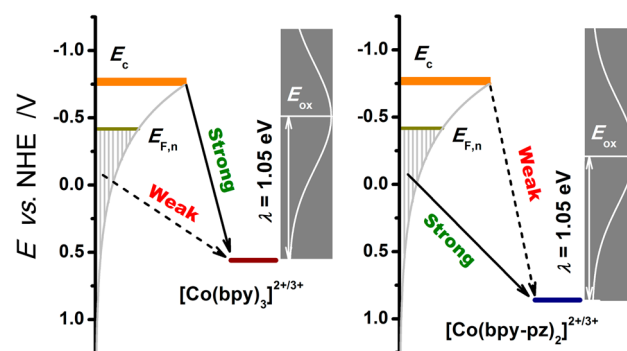 E vs. NHE /V
-1.0
-0.5
0.0
0.5
1.0
Ec
EF,n
Strong
Weak
λ = 1.05 eV
Eox
[Co(bpy)3]2+/3+
-1.0
-0.5
0.0
0.5
1.0
Ec
EF,n
Weak
Strong
λ = 1.05 eV
Eox
[Co(bpy-pz)2]2+/3+